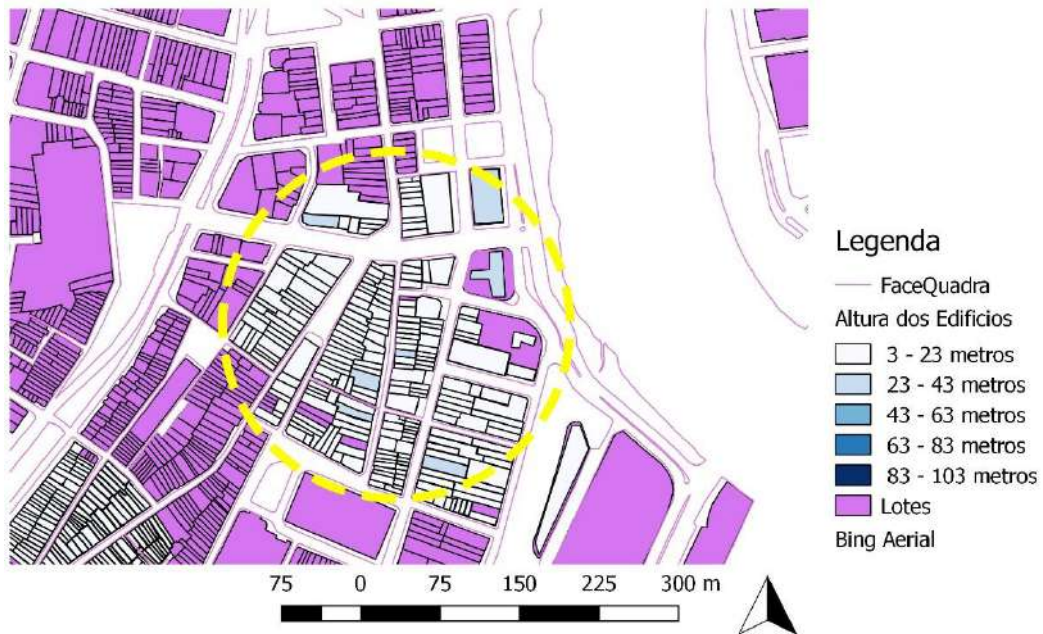 Legenda
FaceQuadra
Altura dos Edificios
3 - 23 metros
23 - 43 metros
43 - 63 metros
63 - 83 metros
83 - 103 metros
Lotes
Bing Aerial
75 0 75 150 225 300 m